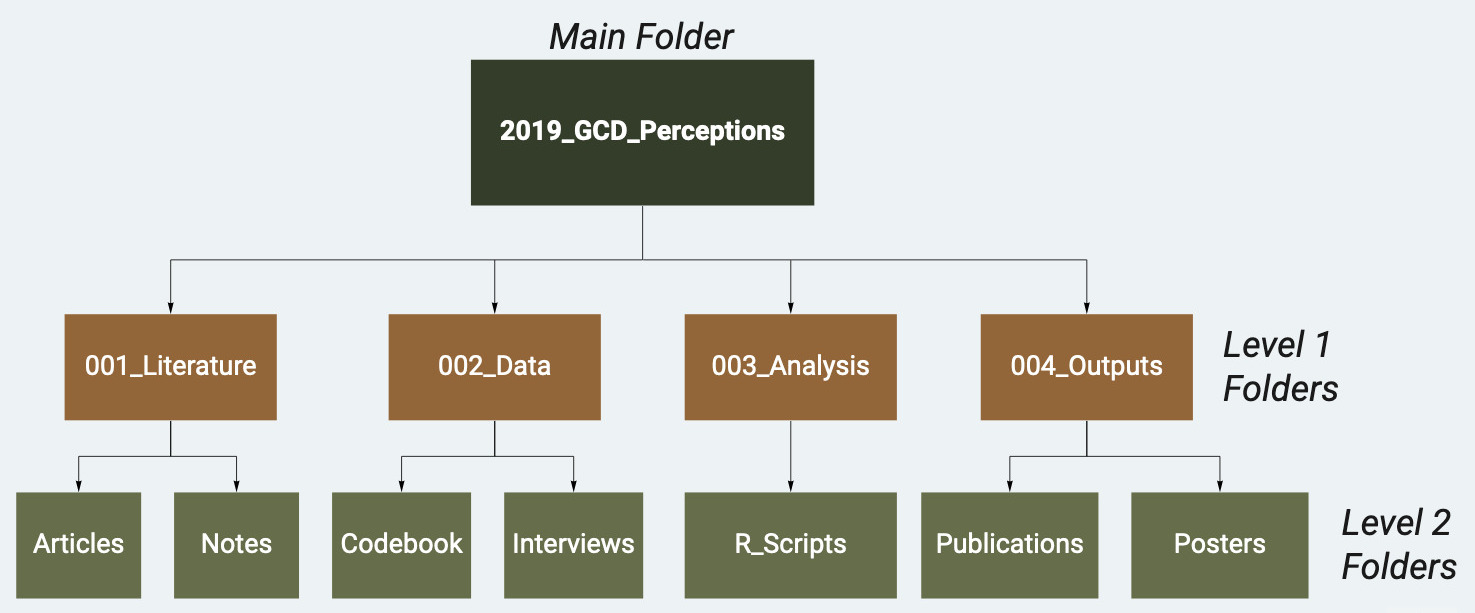 Main Folder
2019_GCD_Perceptions
001_Literature
002_Data
003_Analysis
004_Outputs
Level 1
Folders
Articles
Notes
Codebook
Interviews
R_Scripts
Publications
Posters
Level 2
Folders